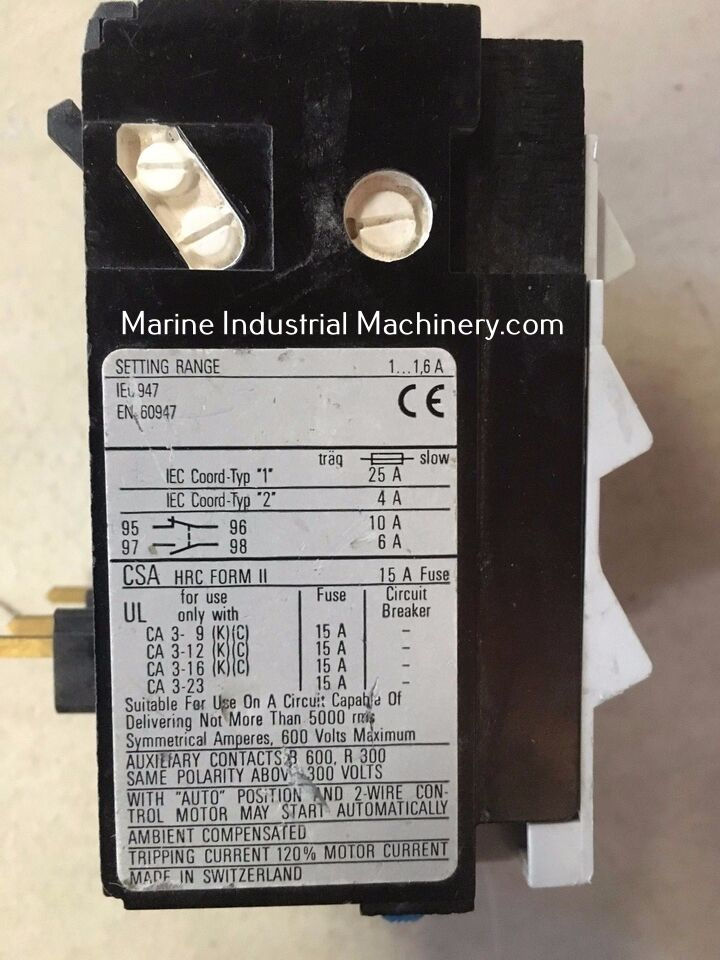 Marine Industrial Machinery.com
SETTING RANGE 1...1,6 A
IEC 947
EN 60947
CE
träg slow
IEC Coord-Typ "1" 25 A
IEC Coord-Typ "2" 4 A
95 96 10 A
97 98 6 A
CSA HRC FORM II 15 A Fuse
UL for use only with Fuse Circuit Breaker
CA 3- 9 (K)(C) 15 A –
CA 3-12 (K)(C) 15 A –
CA 3-16 (K)(C) 15 A –
CA 3-23 15 A –
Suitable For Use On A Circuit Capable Of
Delivering Not More Than 5000 rms
Symmetrical Amperes, 600 Volts Maximum
AUXILIARY CONTACTS B 600, R 300
SAME POLARITY ABOVE 300 VOLTS
WITH "AUTO" POSITION AND 2-WIRE CON-
TROL MOTOR MAY START AUTOMATICALLY
AMBIENT COMPENSATED
TRIPPING CURRENT 120% MOTOR CURRENT
MADE IN SWITZERLAND